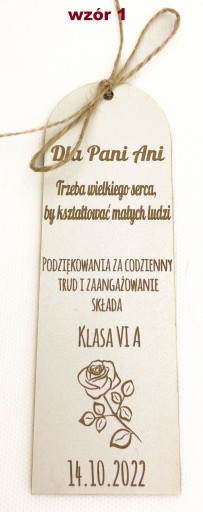 wzór 1
Dla Pani Ani
Trzeba wielkiego serca,
by kształtować małych ludzi
Podziękowania za codzienny
trud i zaangażowanie
składa
Klasa VI A
14.10.2022